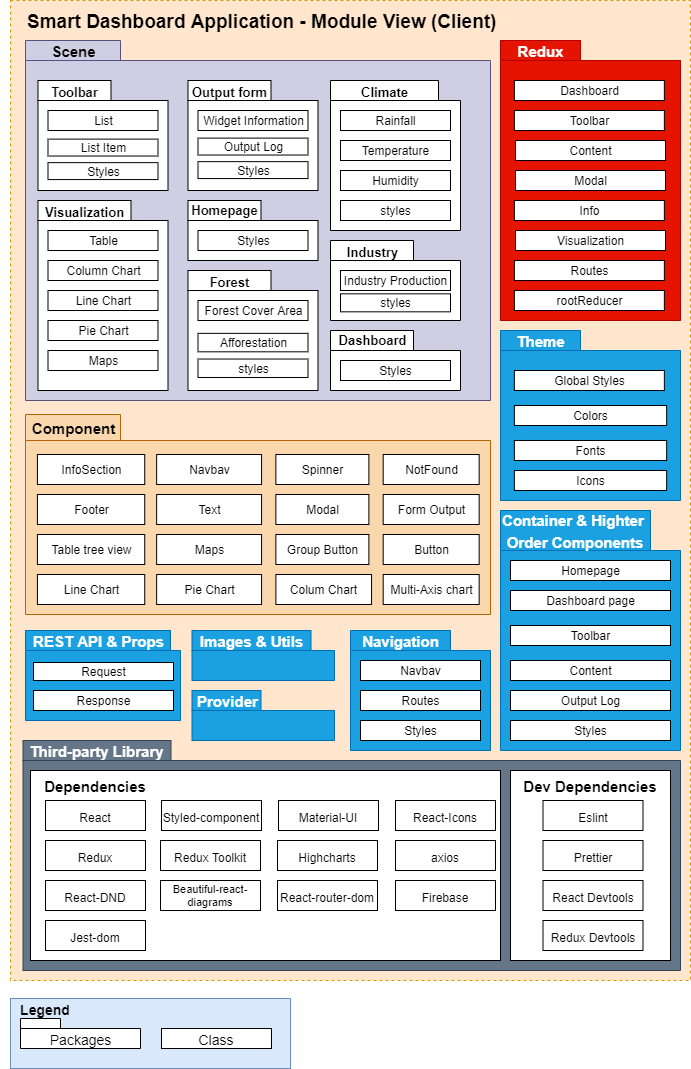 Smart Dashboard Application - Module View (Client)
Scene
Toolbar
List
List Item
Styles
Output form
Widget Information
Output Log
Styles
Climate
Rainfall
Temperature
Humidity
styles
Visualization
Table
Column Chart
Line Chart
Pie Chart
Maps
Homepage
Styles
Forest
Forest Cover Area
Afforestation
styles
Industry
Industry Production
styles
Dashboard
Styles
Redux
Dashboard
Toolbar
Content
Modal
Info
Visualization
Routes
rootReducer
Theme
Global Styles
Colors
Fonts
Icons
Component
InfoSection
Navbav
Spinner
NotFound
Footer
Text
Modal
Form Output
Table tree view
Maps
Group Button
Button
Line Chart
Pie Chart
Colum Chart
Multi-Axis chart
Container & Highter
Order Components
Homepage
Dashboard page
Toolbar
Content
Output Log
Styles
REST API & Props
Request
Response
Images & Utils
Provider
Navigation
Navbav
Routes
Styles
Third-party Library
Dependencies
React
Styled-component
Material-UI
React-Icons
Redux
Redux Toolkit
Highcharts
axios
React-DND
Beautiful-react-
diagrams
React-router-dom
Firebase
Jest-dom
Dev Dependencies
Eslint
Prettier
React Devtools
Redux Devtools
Legend
Packages
Class